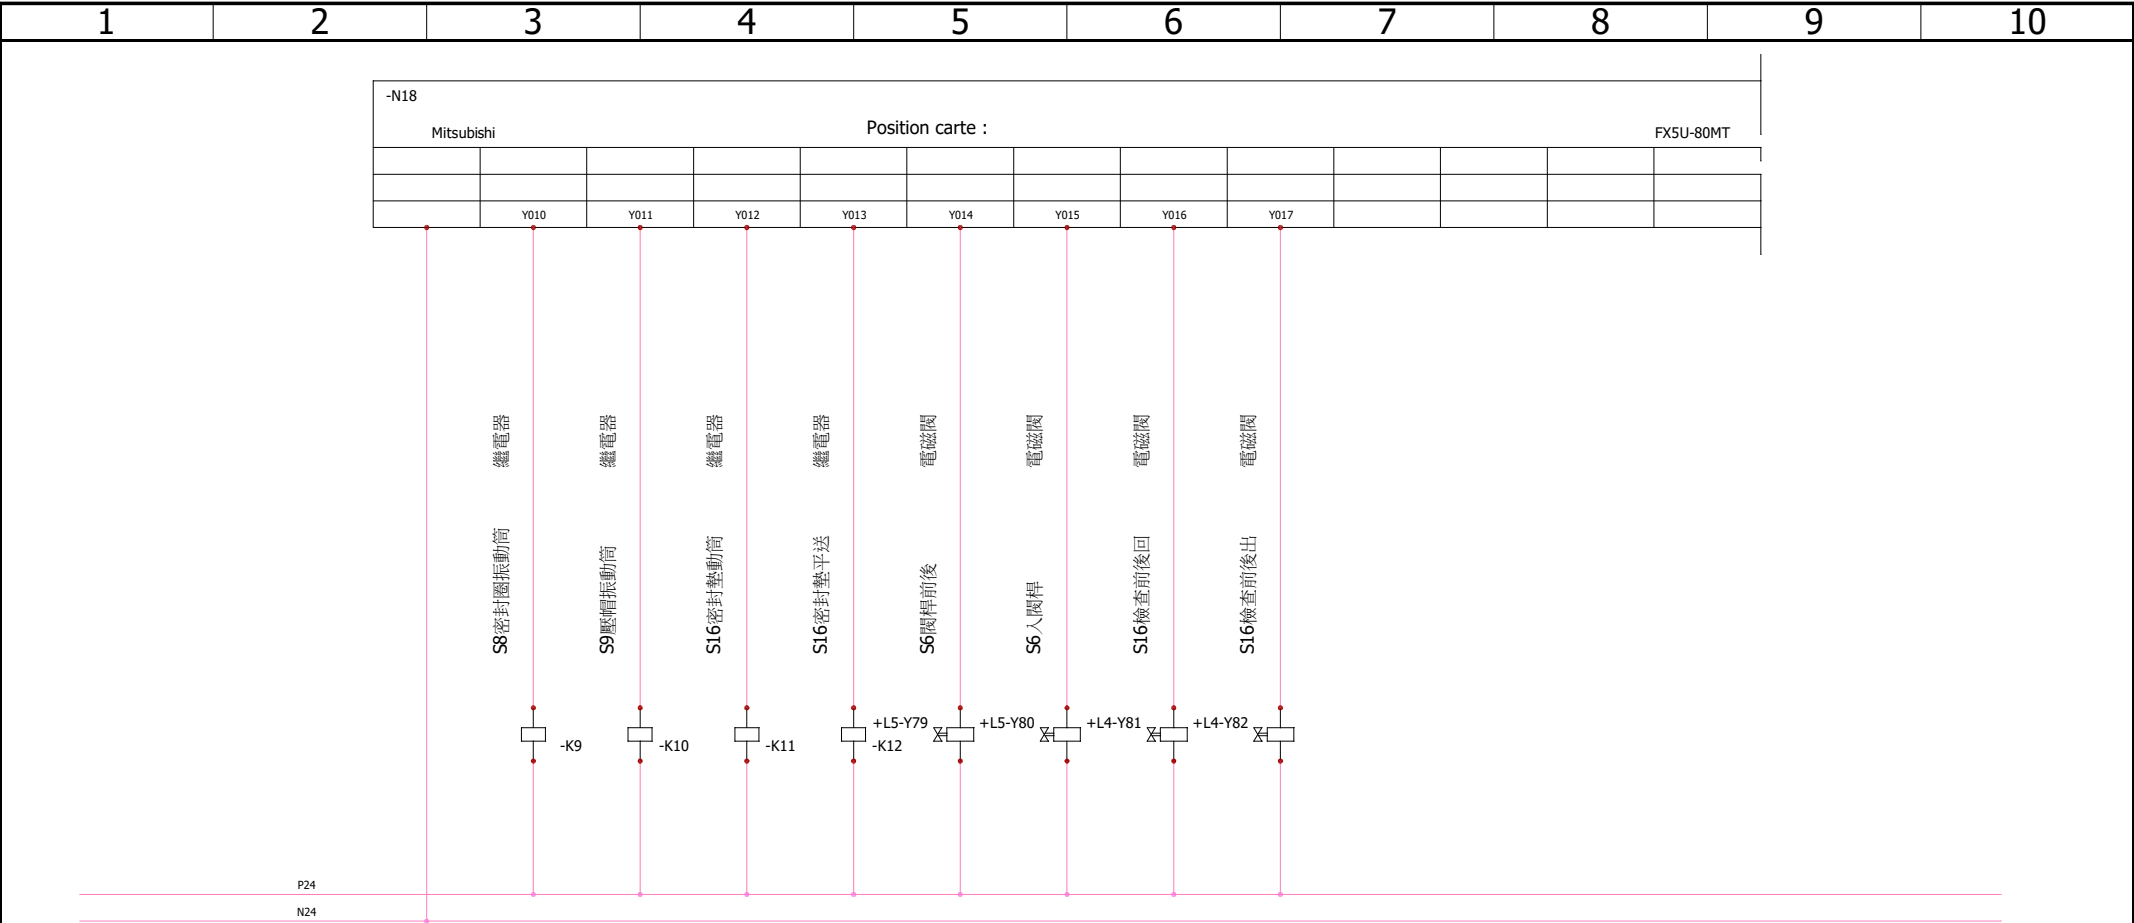 1 2 3 4 5 6 7 8 9 10
-N18
Mitsubishi Position carte : FX5U-80MT
Y010 Y011 Y012 Y013 Y014 Y015 Y016 Y017
S8密封圈振動筒 繼電器
S9壓帽振動筒 繼電器
S16密封墊動筒 繼電器
S16密封墊平送 繼電器
S6閥桿前後 電磁閥
S6入閥桿 電磁閥
S16檢查前後回 電磁閥
S16檢查前後出 電磁閥
+L5-Y79 +L5-Y80 +L4-Y81 +L4-Y82
-K9 -K10 -K11 -K12
P24
N24